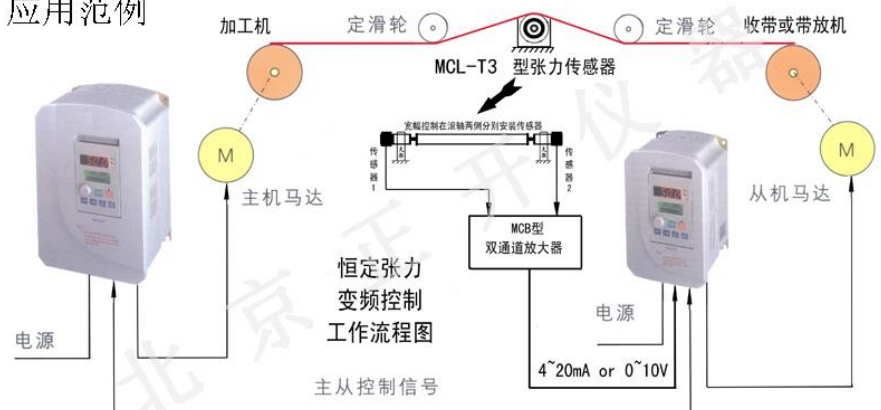 应用范例
加工机
定滑轮
定滑轮
收带或带放机
MCL-T3 型张力传感器
宽幅控制在滚轴两侧分别安装传感器
传感器1
传感器2
M
主机马达
M
从机马达
MCB型
双通道放大器
恒定张力
变频控制
工作流程图
电源
电源
4~20mA or 0~10V
主从控制信号
北京正开仪器